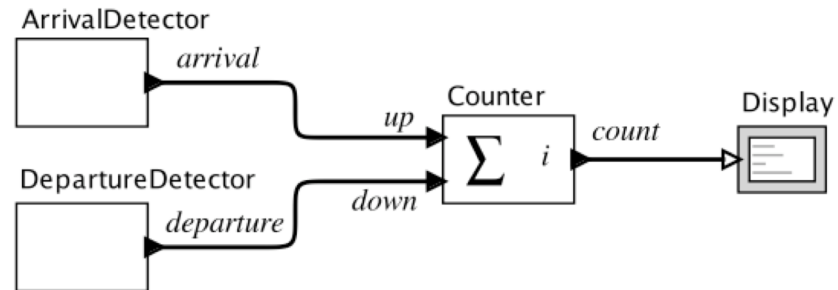 ArrivalDetector
arrival
Counter
Display
up
Σ
i
count
DepartureDetector
down
departure